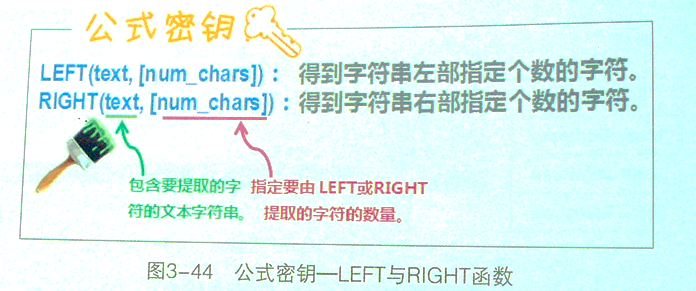 公式密钥
LEFT(text, [num_chars])： 得到字符串左部指定个数的字符。
RIGHT(text, [num_chars])：得到字符串右部指定个数的字符。
包含要提取的字
符的文本字符串。
指定要由 LEFT或RIGHT
提取的字符的数量。
图3-44 公式密钥—LEFT与RIGHT函数